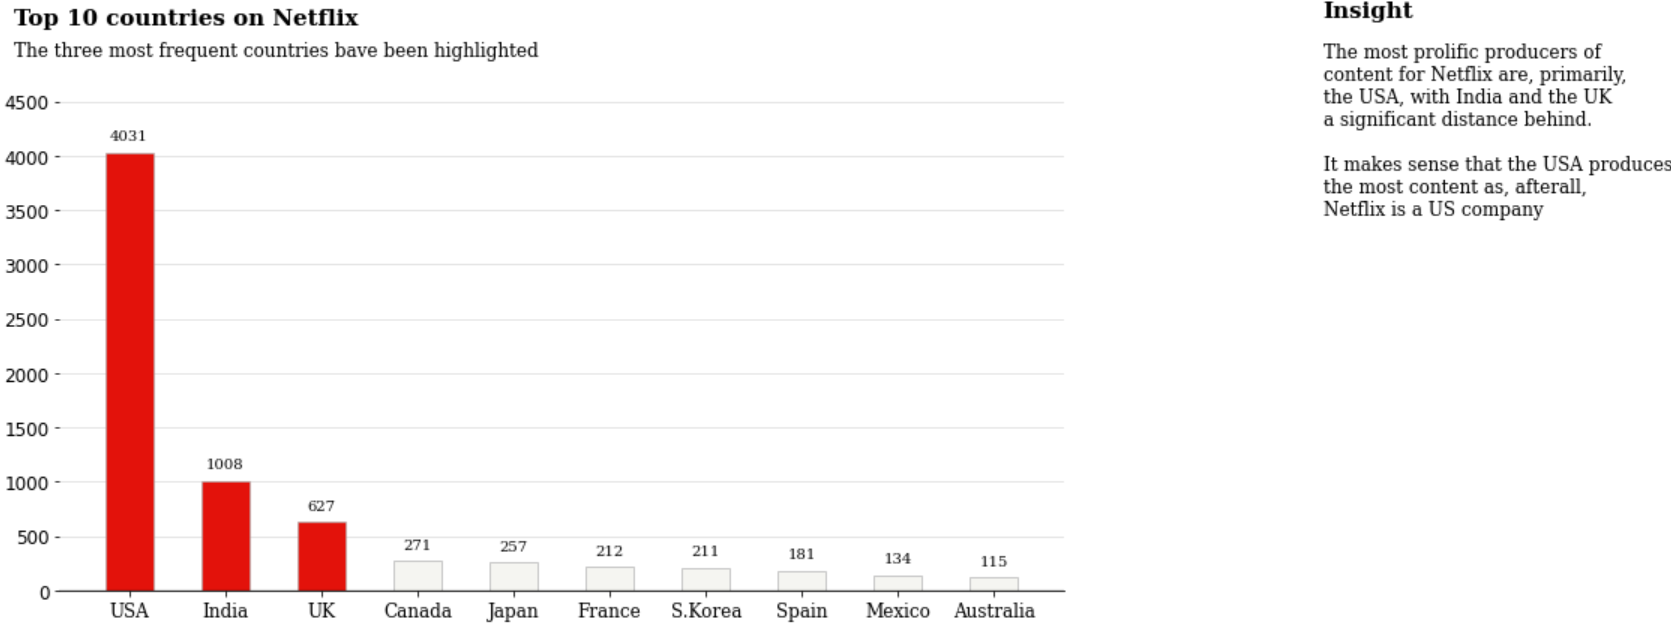 Top 10 countries on Netflix
The three most frequent countries bave been highlighted
4500
4000
3500
3000
2500
2000
1500
1000
500
0
4031
1008
627
271
257
212
211
181
134
115
USA
India
UK
Canada
Japan
France
S.Korea
Spain
Mexico
Australia
Insight
The most prolific producers of
content for Netflix are, primarily,
the USA, with India and the UK
a significant distance behind.
It makes sense that the USA produces
the most content as, afterall,
Netflix is a US company